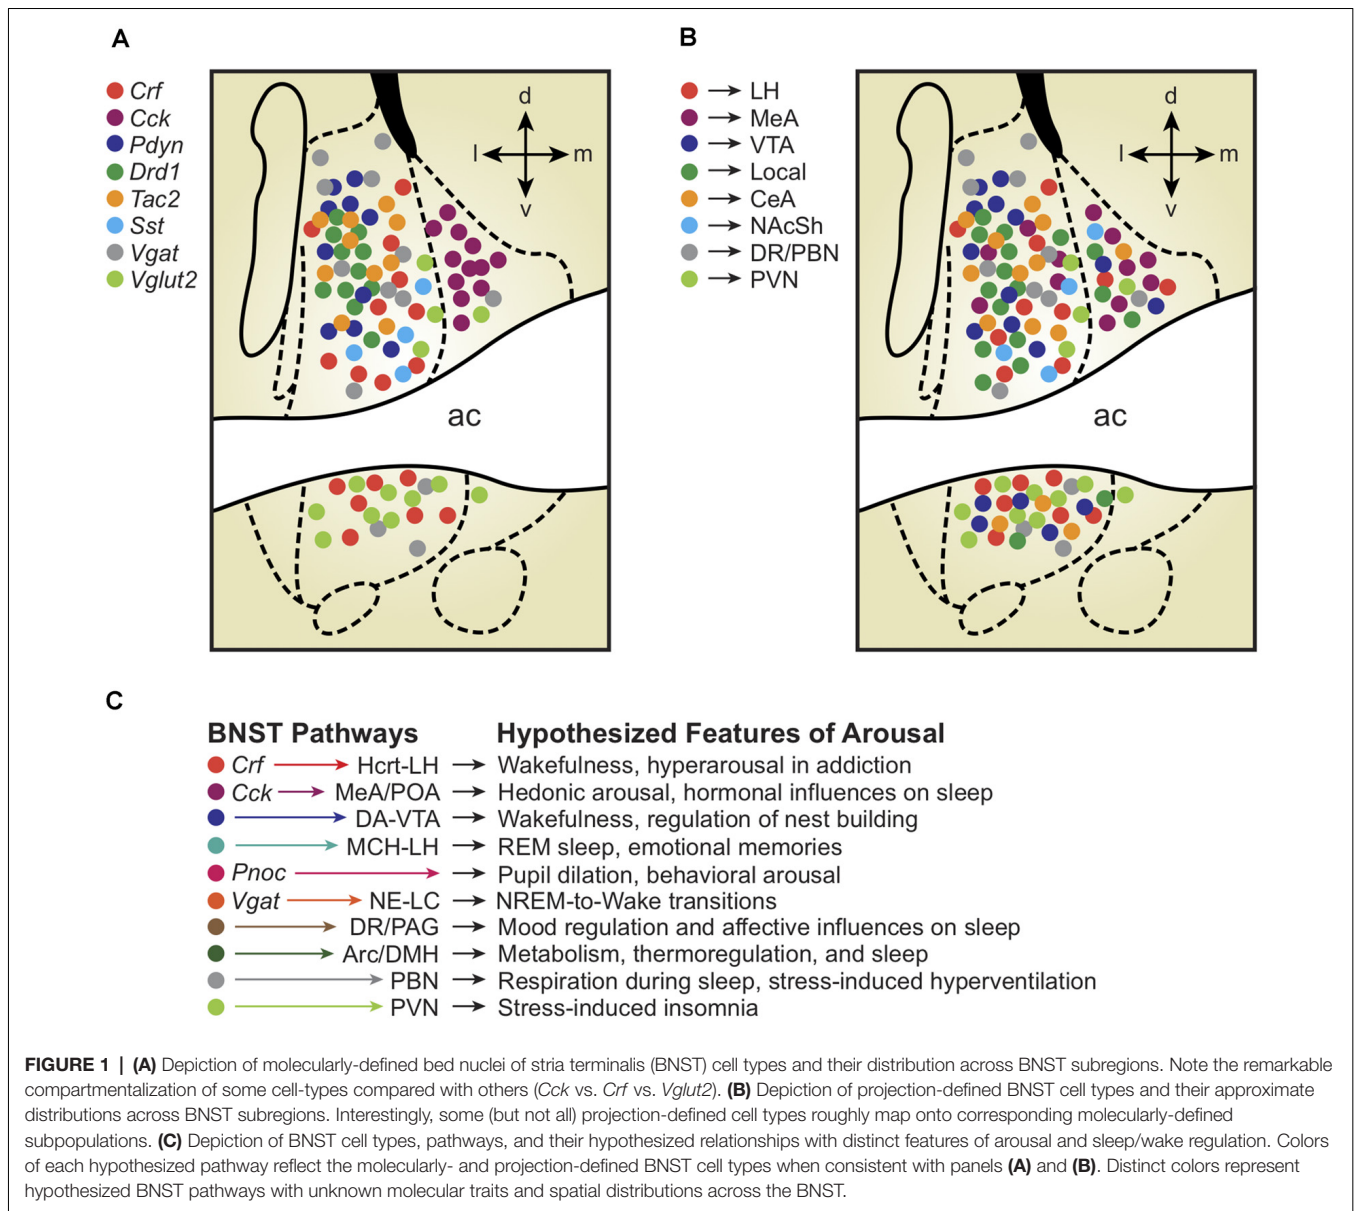 A
B
Crf
Cck
Pdyn
Drd1
Tac2
Sst
Vgat
Vglut2
d
l m
v
ac
→ LH
→ MeA
→ VTA
→ Local
→ CeA
→ NAcSh
→ DR/PBN
→ PVN
d
l m
v
ac
C
BNST Pathways Hypothesized Features of Arousal
Crf → Hcrt-LH → Wakefulness, hyperarousal in addiction
Cck → MeA/POA → Hedonic arousal, hormonal influences on sleep
→ DA-VTA → Wakefulness, regulation of nest building
→ MCH-LH → REM sleep, emotional memories
Pnoc → → Pupil dilation, behavioral arousal
Vgat → NE-LC → NREM-to-Wake transitions
→ DR/PAG → Mood regulation and affective influences on sleep
→ Arc/DMH → Metabolism, thermoregulation, and sleep
→ PBN → Respiration during sleep, stress-induced hyperventilation
→ PVN → Stress-induced insomnia
FIGURE 1 | (A) Depiction of molecularly-defined bed nuclei of stria terminalis (BNST) cell types and their distribution across BNST subregions. Note the remarkable
compartmentalization of some cell-types compared with others (Cck vs. Crf vs. Vglut2). (B) Depiction of projection-defined BNST cell types and their approximate
distributions across BNST subregions. Interestingly, some (but not all) projection-defined cell types roughly map onto corresponding molecularly-defined
subpopulations. (C) Depiction of BNST cell types, pathways, and their hypothesized relationships with distinct features of arousal and sleep/wake regulation. Colors
of each hypothesized pathway reflect the molecularly- and projection-defined BNST cell types when consistent with panels (A) and (B). Distinct colors represent
hypothesized BNST pathways with unknown molecular traits and spatial distributions across the BNST.